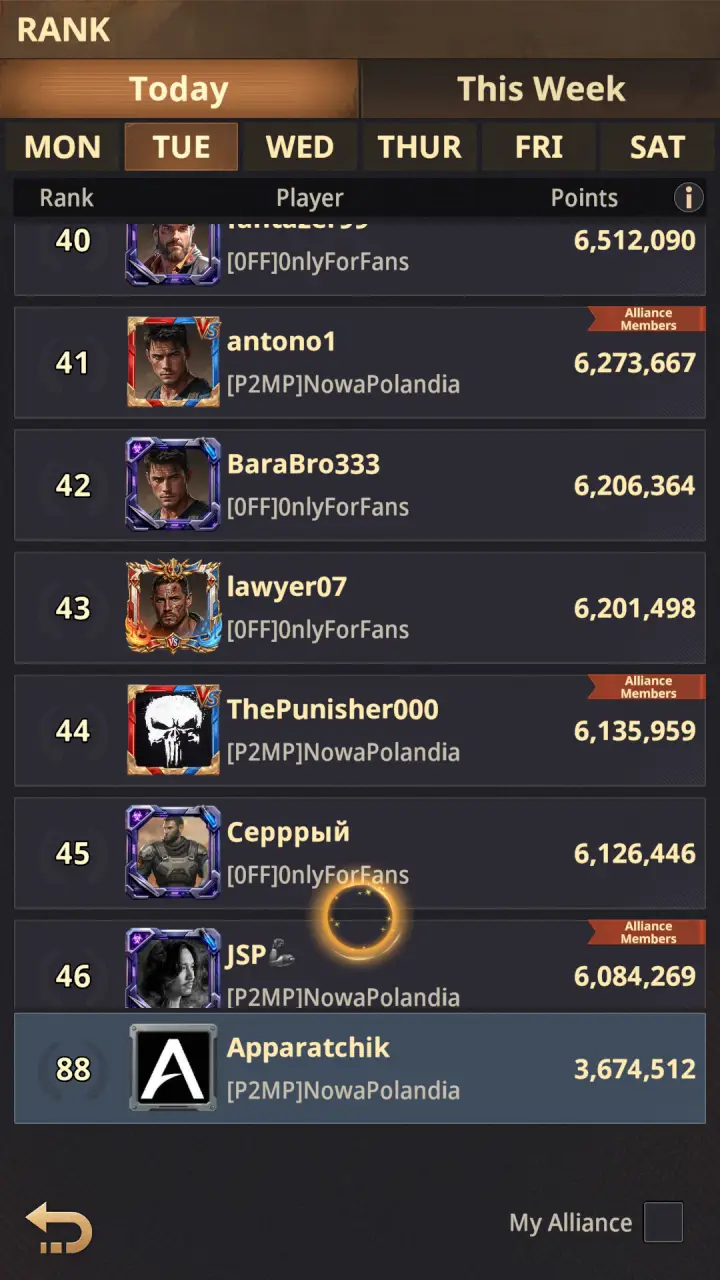 RANK
Today
This Week
MON
TUE
WED
THUR
FRI
SAT
Rank
Player
Points
40
[0FF]0nlyForFans
6,512,090
Alliance
Members
41
antono1
[P2MP]NowaPolandia
6,273,667
42
BaraBro333
[0FF]0nlyForFans
6,206,364
43
lawyer07
[0FF]0nlyForFans
6,201,498
Alliance
Members
44
ThePunisher000
[P2MP]NowaPolandia
6,135,959
45
Серррый
[0FF]0nlyForFans
6,126,446
Alliance
Members
46
JSP
[P2MP]NowaPolandia
6,084,269
88
Apparatchik
[P2MP]NowaPolandia
3,674,512
My Alliance